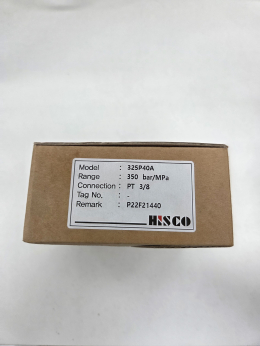 Model : 32SP40A
Range : 350 bar/MPa
Connection : PT 3/8
Tag No. : -
Remark : P22F21440
HISCO